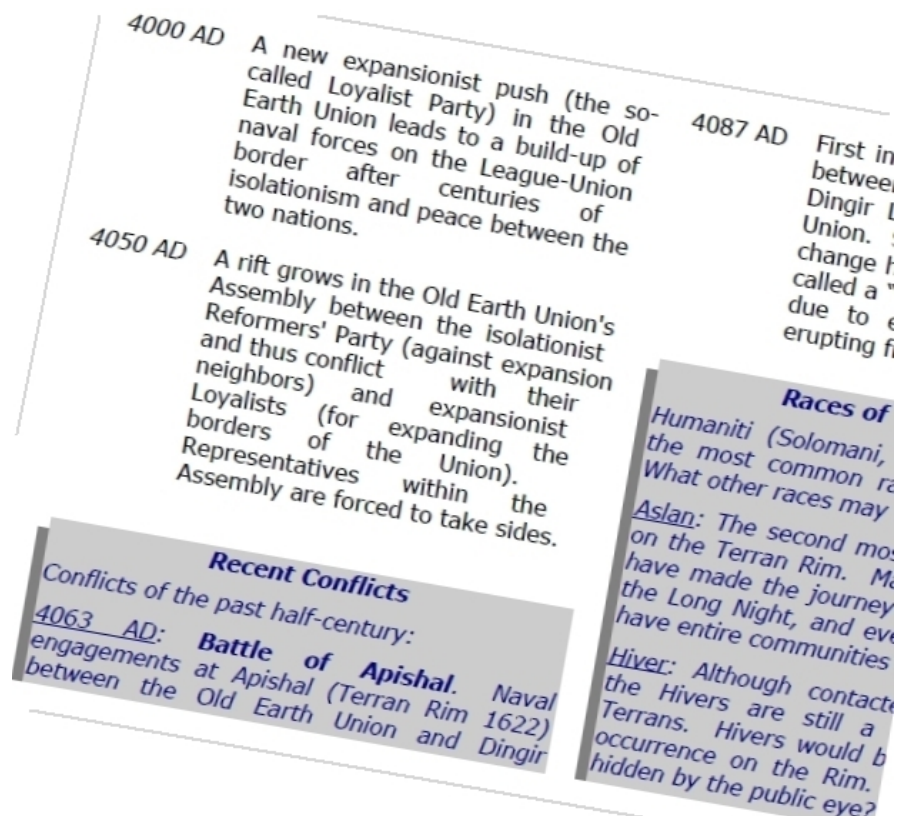 4000 AD
A new expansionist push (the so-
called Loyalist Party) in the Old
Earth Union leads to a build-up of
naval forces on the League-Union
border after centuries of
isolationism and peace between the
two nations.
4050 AD
A rift grows in the Old Earth Union's
Assembly between the isolationist
Reformers' Party (against expansion
and thus conflict with their
neighbors) and expansionist
Loyalists (for expanding the
borders of the Union).
Representatives within the
Assembly are forced to take sides.
Recent Conflicts
Conflicts of the past half-century:
4063 AD: Battle of Apishal. Naval
engagements at Apishal (Terran Rim 1622)
between the Old Earth Union and Dingir
4087 AD
First in
Dingir
Union.
change
called a "
due to
erupting
Races of
Humaniti (Solomani,
the most common
What other races may
Aslan: The second
on the Terran Rim.
have made the journey
the Long Night, and
have entire communities
Hiver: Although
the Hivers are still a
Terrans. Hivers would
occurrence on the Rim.
hidden by the public eye?